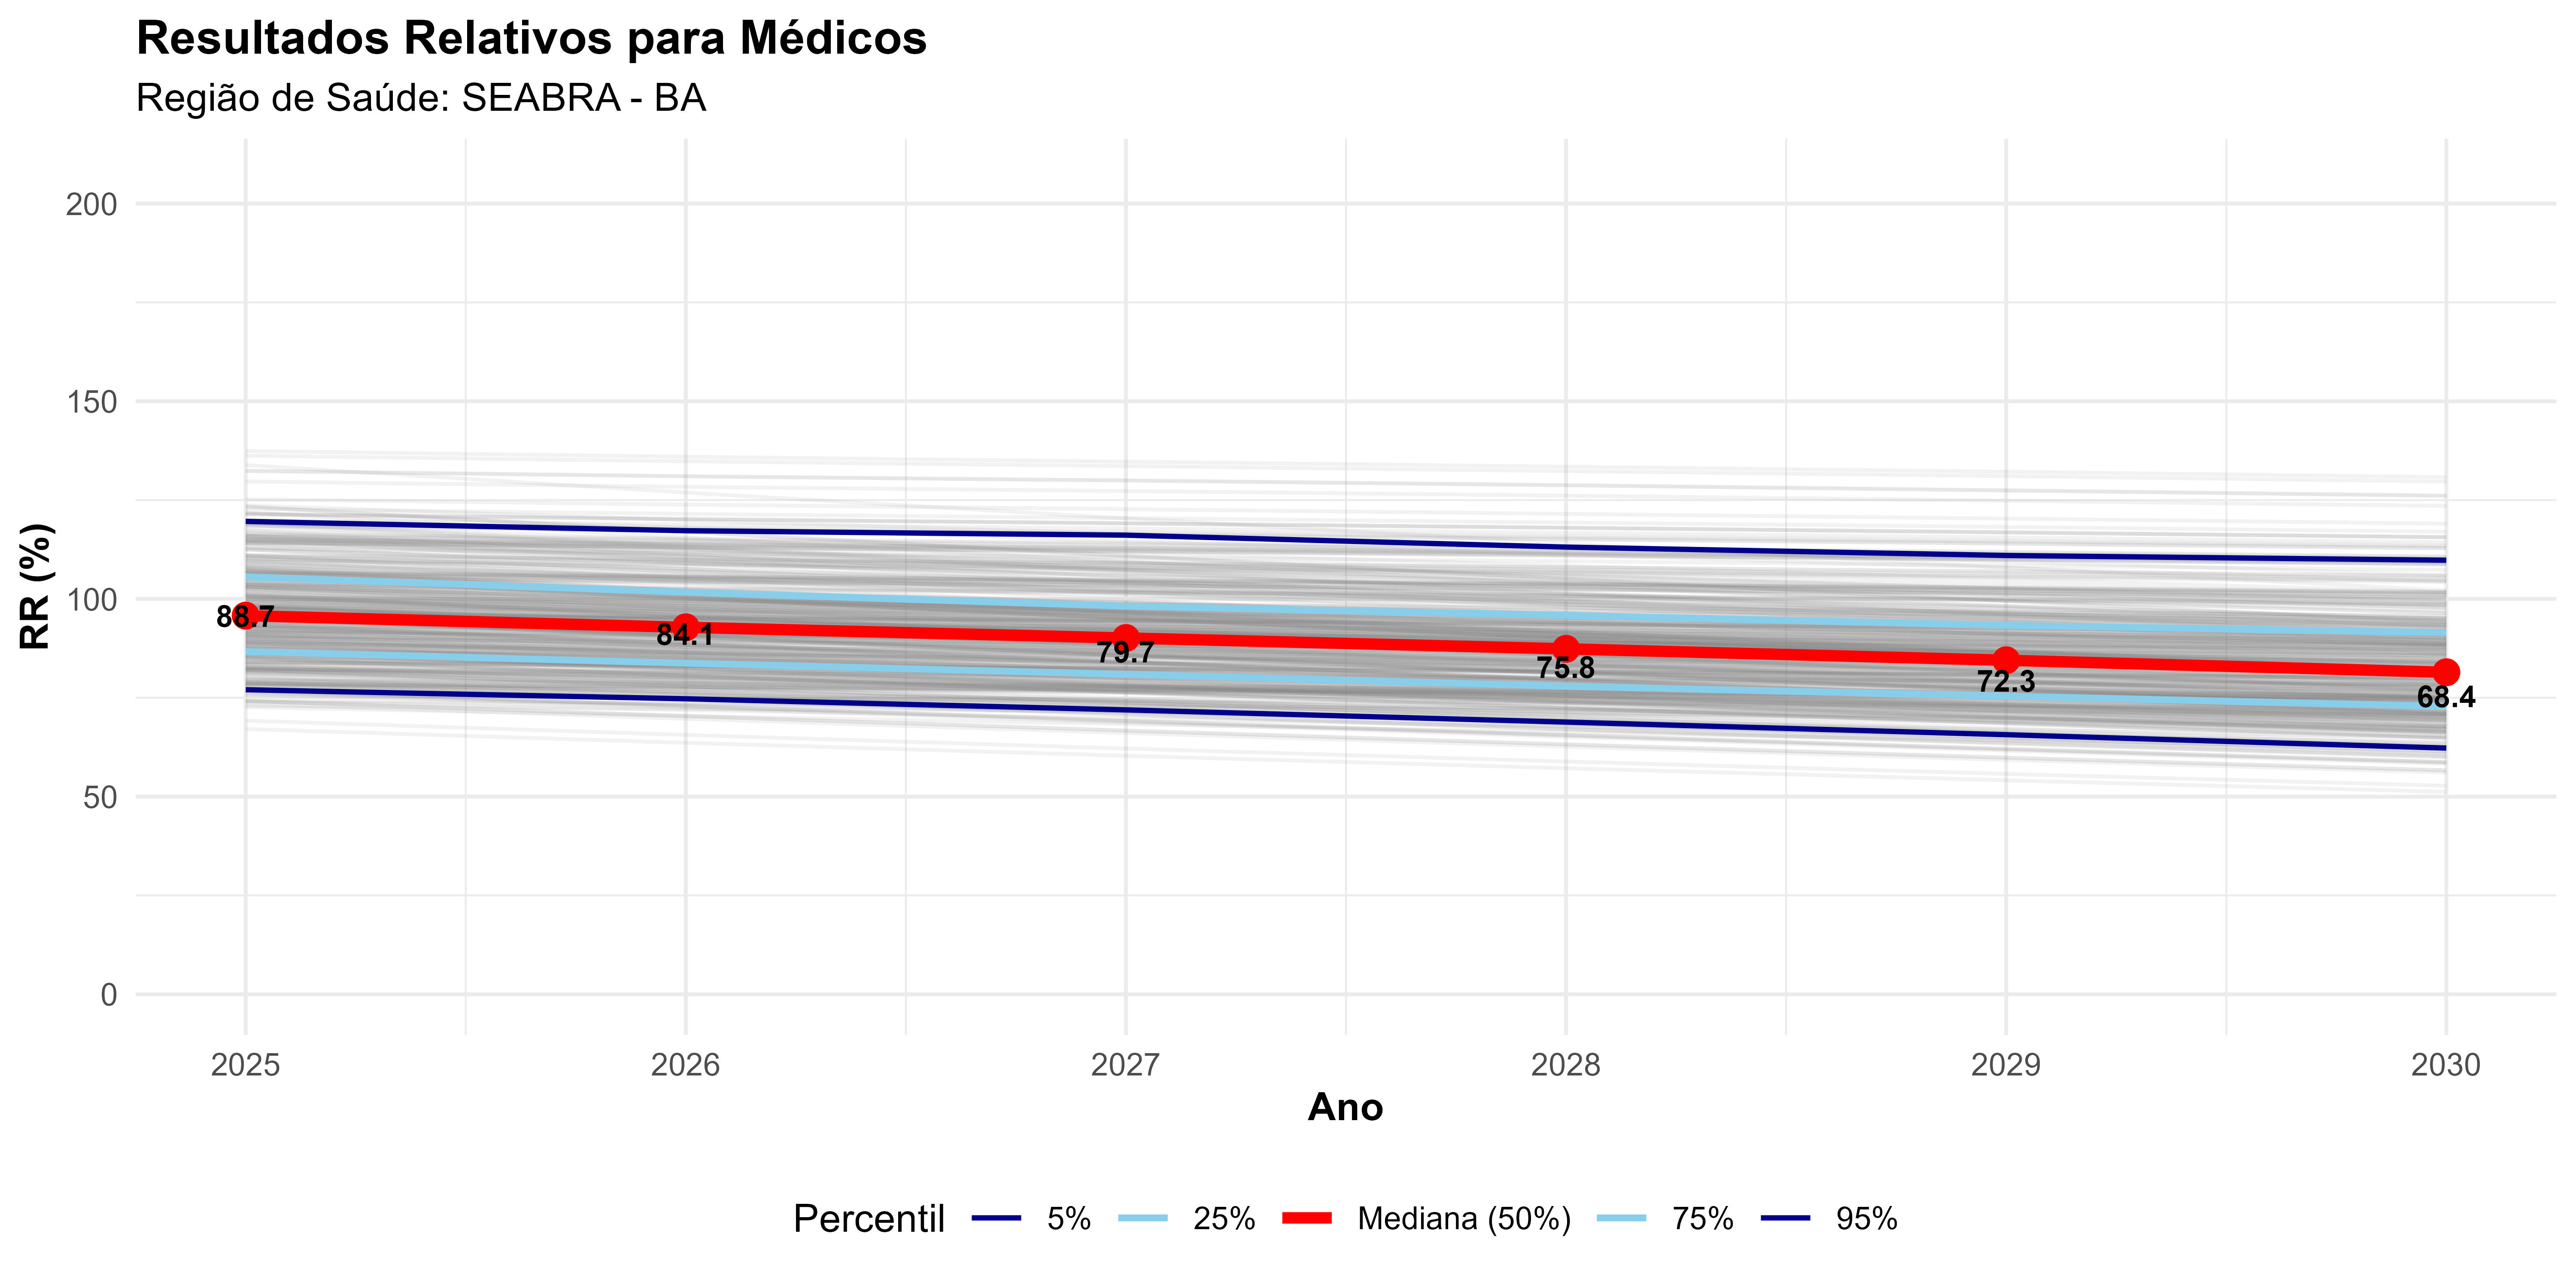 Resultados Relativos para Médicos
Região de Saúde: SEABRA - BA
RR (%)
200
150
100
50
0
88.7
84.1
79.7
75.8
72.3
68.4
2025 2026 2027 2028 2029 2030
Ano
Percentil 5% 25% Mediana (50%) 75% 95%